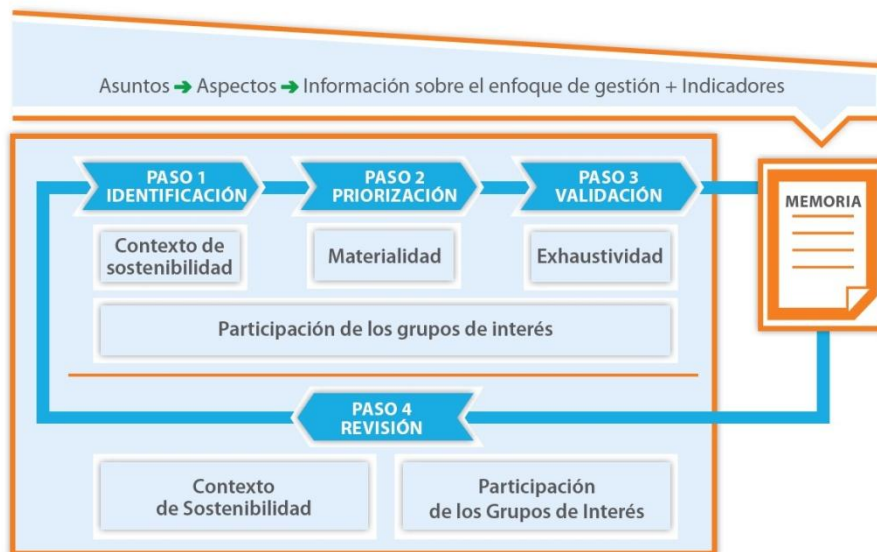 Asuntos ➔ Aspectos ➔ Información sobre el enfoque de gestión + Indicadores
PASO 1
IDENTIFICACIÓN
PASO 2
PRIORIZACIÓN
PASO 3
VALIDACIÓN
MEMORIA
Contexto de
sostenibilidad
Materialidad
Exhaustividad
Participación de los grupos de interés
PASO 4
REVISIÓN
Contexto
de Sostenibilidad
Participación
de los Grupos de Interés